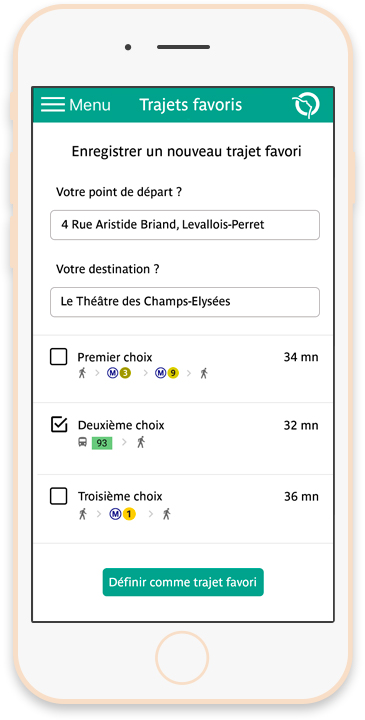 Menu Trajets favoris
Enregistrer un nouveau trajet favori
Votre point de départ ?
4 Rue Aristide Briand, Levallois-Perret
Votre destination ?
Le Théâtre des Champs-Elysées
Premier choix 34 mn
> M 3 > M 9 >
Deuxième choix 32 mn
93 >
Troisième choix 36 mn
> M 1 >
Définir comme trajet favori